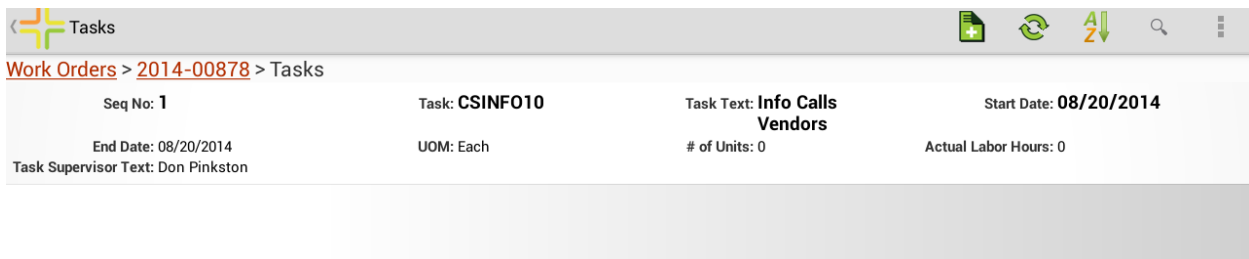 Tasks
Work Orders > 2014-00878 > Tasks
Seq No: 1 Task: CSINFO10 Task Text: Info Calls Start Date: 08/20/2014
Vendors
End Date: 08/20/2014 UOM: Each # of Units: 0 Actual Labor Hours: 0
Task Supervisor Text: Don Pinkston